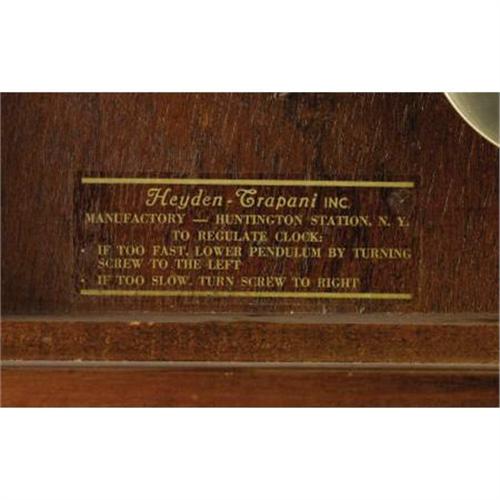 Heyden-Trapani INC.
MANUFACTORY — HUNTINGTON STATION, N. Y.
TO REGULATE CLOCK:
IF TOO FAST, LOWER PENDULUM BY TURNING
SCREW TO THE LEFT
IF TOO SLOW, TURN SCREW TO RIGHT